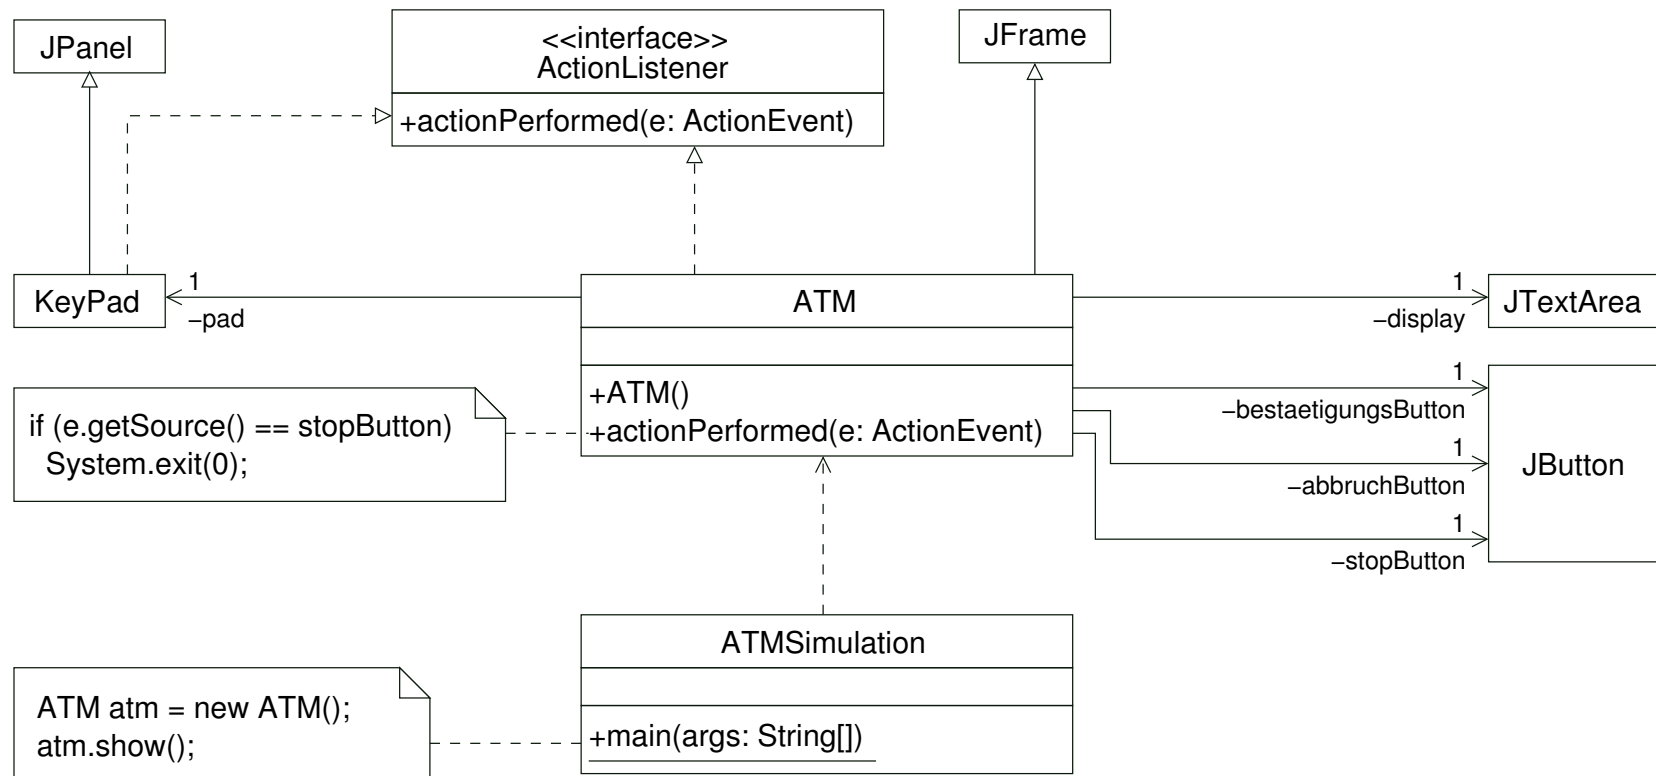 JPanel
<<interface>>
ActionListener
+actionPerformed(e: ActionEvent)
JFrame
KeyPad
1
−pad
ATM
+ATM()
+actionPerformed(e: ActionEvent)
1
−display
JTextArea
1
−bestaetigungsButton
1
−abbruchButton
1
−stopButton
JButton
if (e.getSource() == stopButton)
System.exit(0);
ATMSimulation
+main(args: String[])
ATM atm = new ATM();
atm.show();